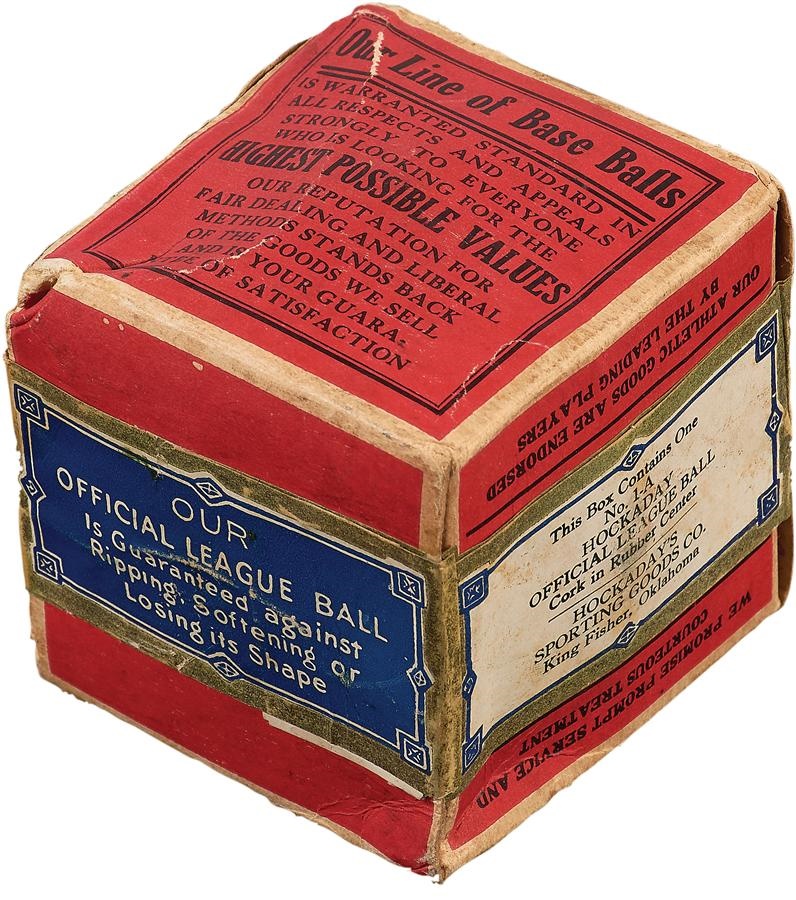 Our Line of Base Balls
IS WARRANTED STANDARD IN
ALL RESPECTS AND APPEALS
STRONGLY TO EVERYONE
WHO IS LOOKING FOR THE
HIGHEST POSSIBLE VALUES
OUR REPUTATION FOR
FAIR DEALING AND LIBERAL
METHODS STANDS BACK
OF THE GOODS WE SELL
AND IS YOUR GUARA-
OF SATISFACTION
OUR
OFFICIAL LEAGUE BALL
Is Guaranteed against
Ripping, Softening or
Losing its Shape
OUR ATHLETIC GOODS ARE ENDORSED
BY THE LEADING PLAYERS
This Box Contains One
No. 1-A
HOCKADAY
OFFICIAL LEAGUE BALL
Cork in Rubber Center
HOCKADAY'S
SPORTING GOODS CO.
King Fisher, Oklahoma
WE PROMISE PROMPT SERVICE AND
COURTEOUS TREATMENT